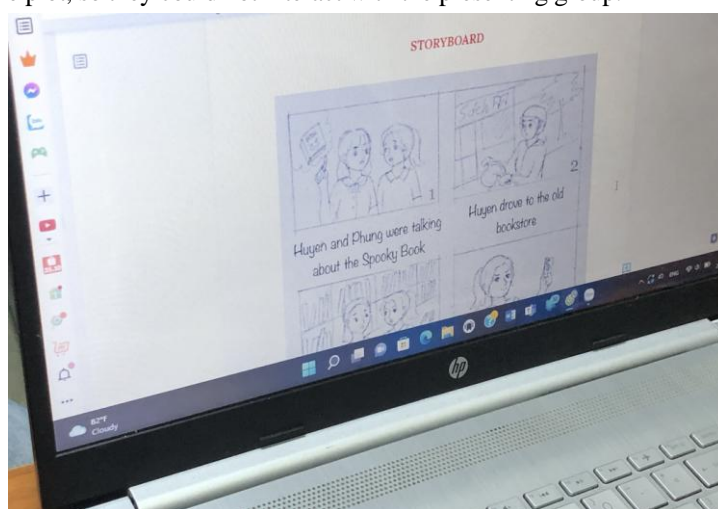 STORYBOARD
1
2
Huyen and Phung were talking
about the Spooky Book
Huyen drove to the old
bookstore
ENG
hp
82°F
Cloudy